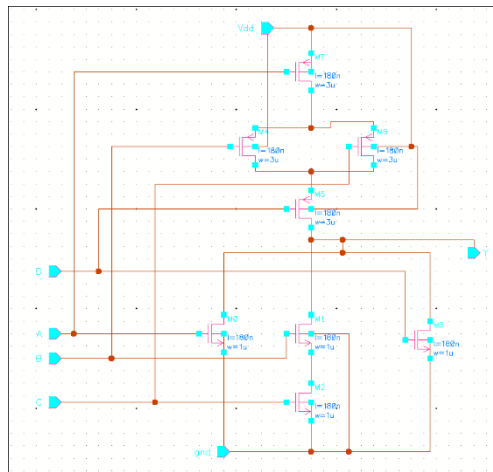 Vdd
M7
l=180n
w=3u
M4
l=180n
w=3u
M6
l=180n
w=3u
M5
l=180n
w=3u
Y
D
A
M0
l=180n
w=1u
M1
l=180n
w=1u
M3
l=180n
w=1u
B
C
M2
l=180n
w=1u
gnd